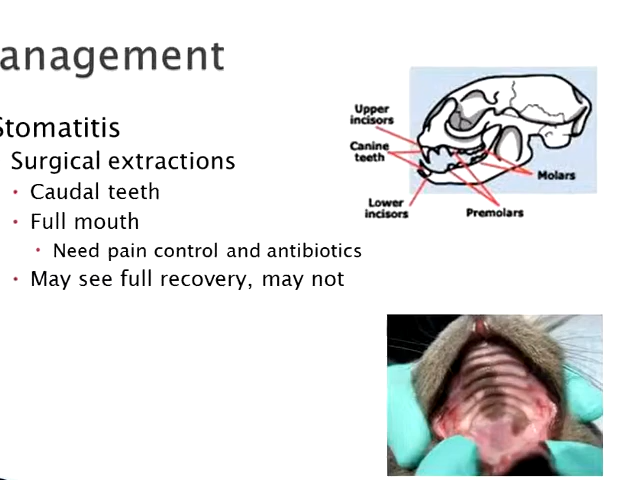 anagement
Stomatitis
Surgical extractions
• Caudal teeth
• Full mouth
• Need pain control and antibiotics
• May see full recovery, may not
Upper
incisors
Canine
teeth
Lower
incisors
Premolars
Molars